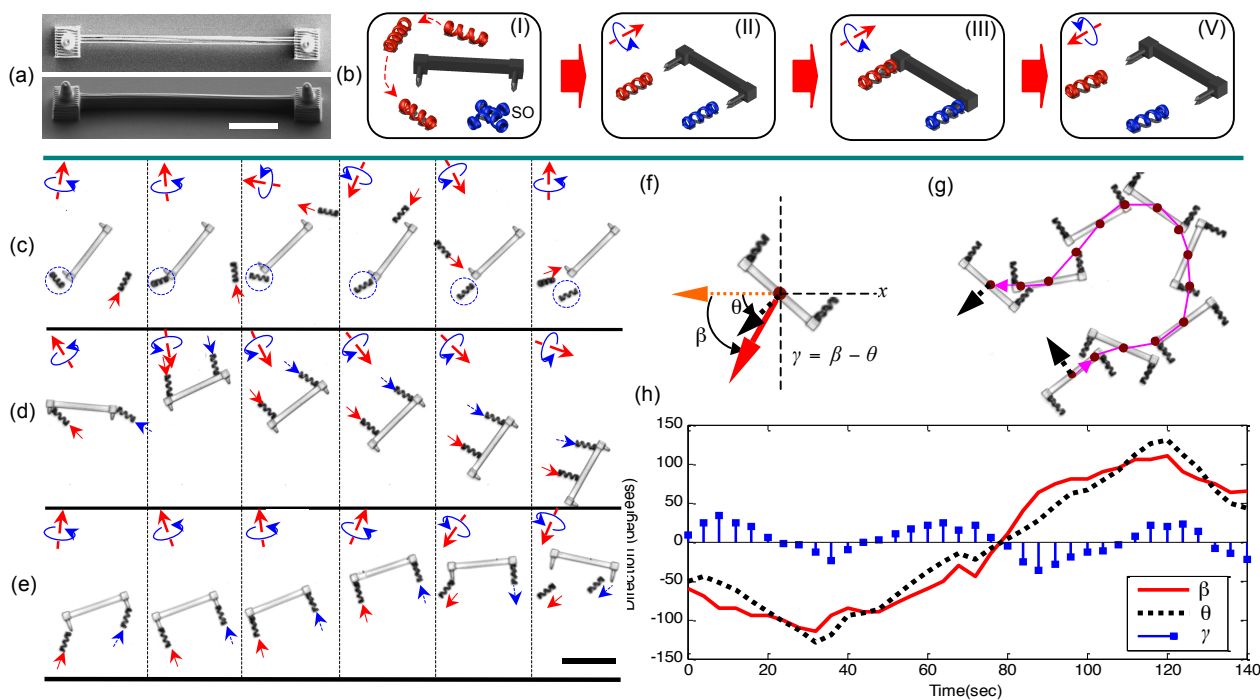 (a)
(b)
(I)
SO
(II)
(III)
(V)
(c)
(d)
(e)
(f)
x
θ
β
γ = β − θ
(g)
(h)
Direction (degrees)
150
100
50
0
-50
-100
-150
0
20
40
60
80
100
120
140
Time(sec)
β
θ
γ